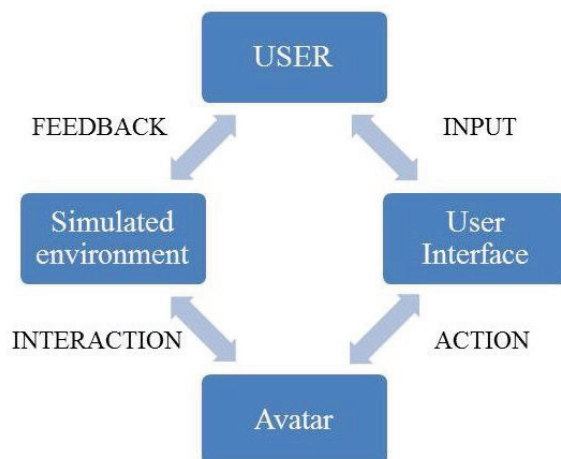 USER
FEEDBACK
INPUT
Simulated
environment
User
Interface
INTERACTION
ACTION
Avatar